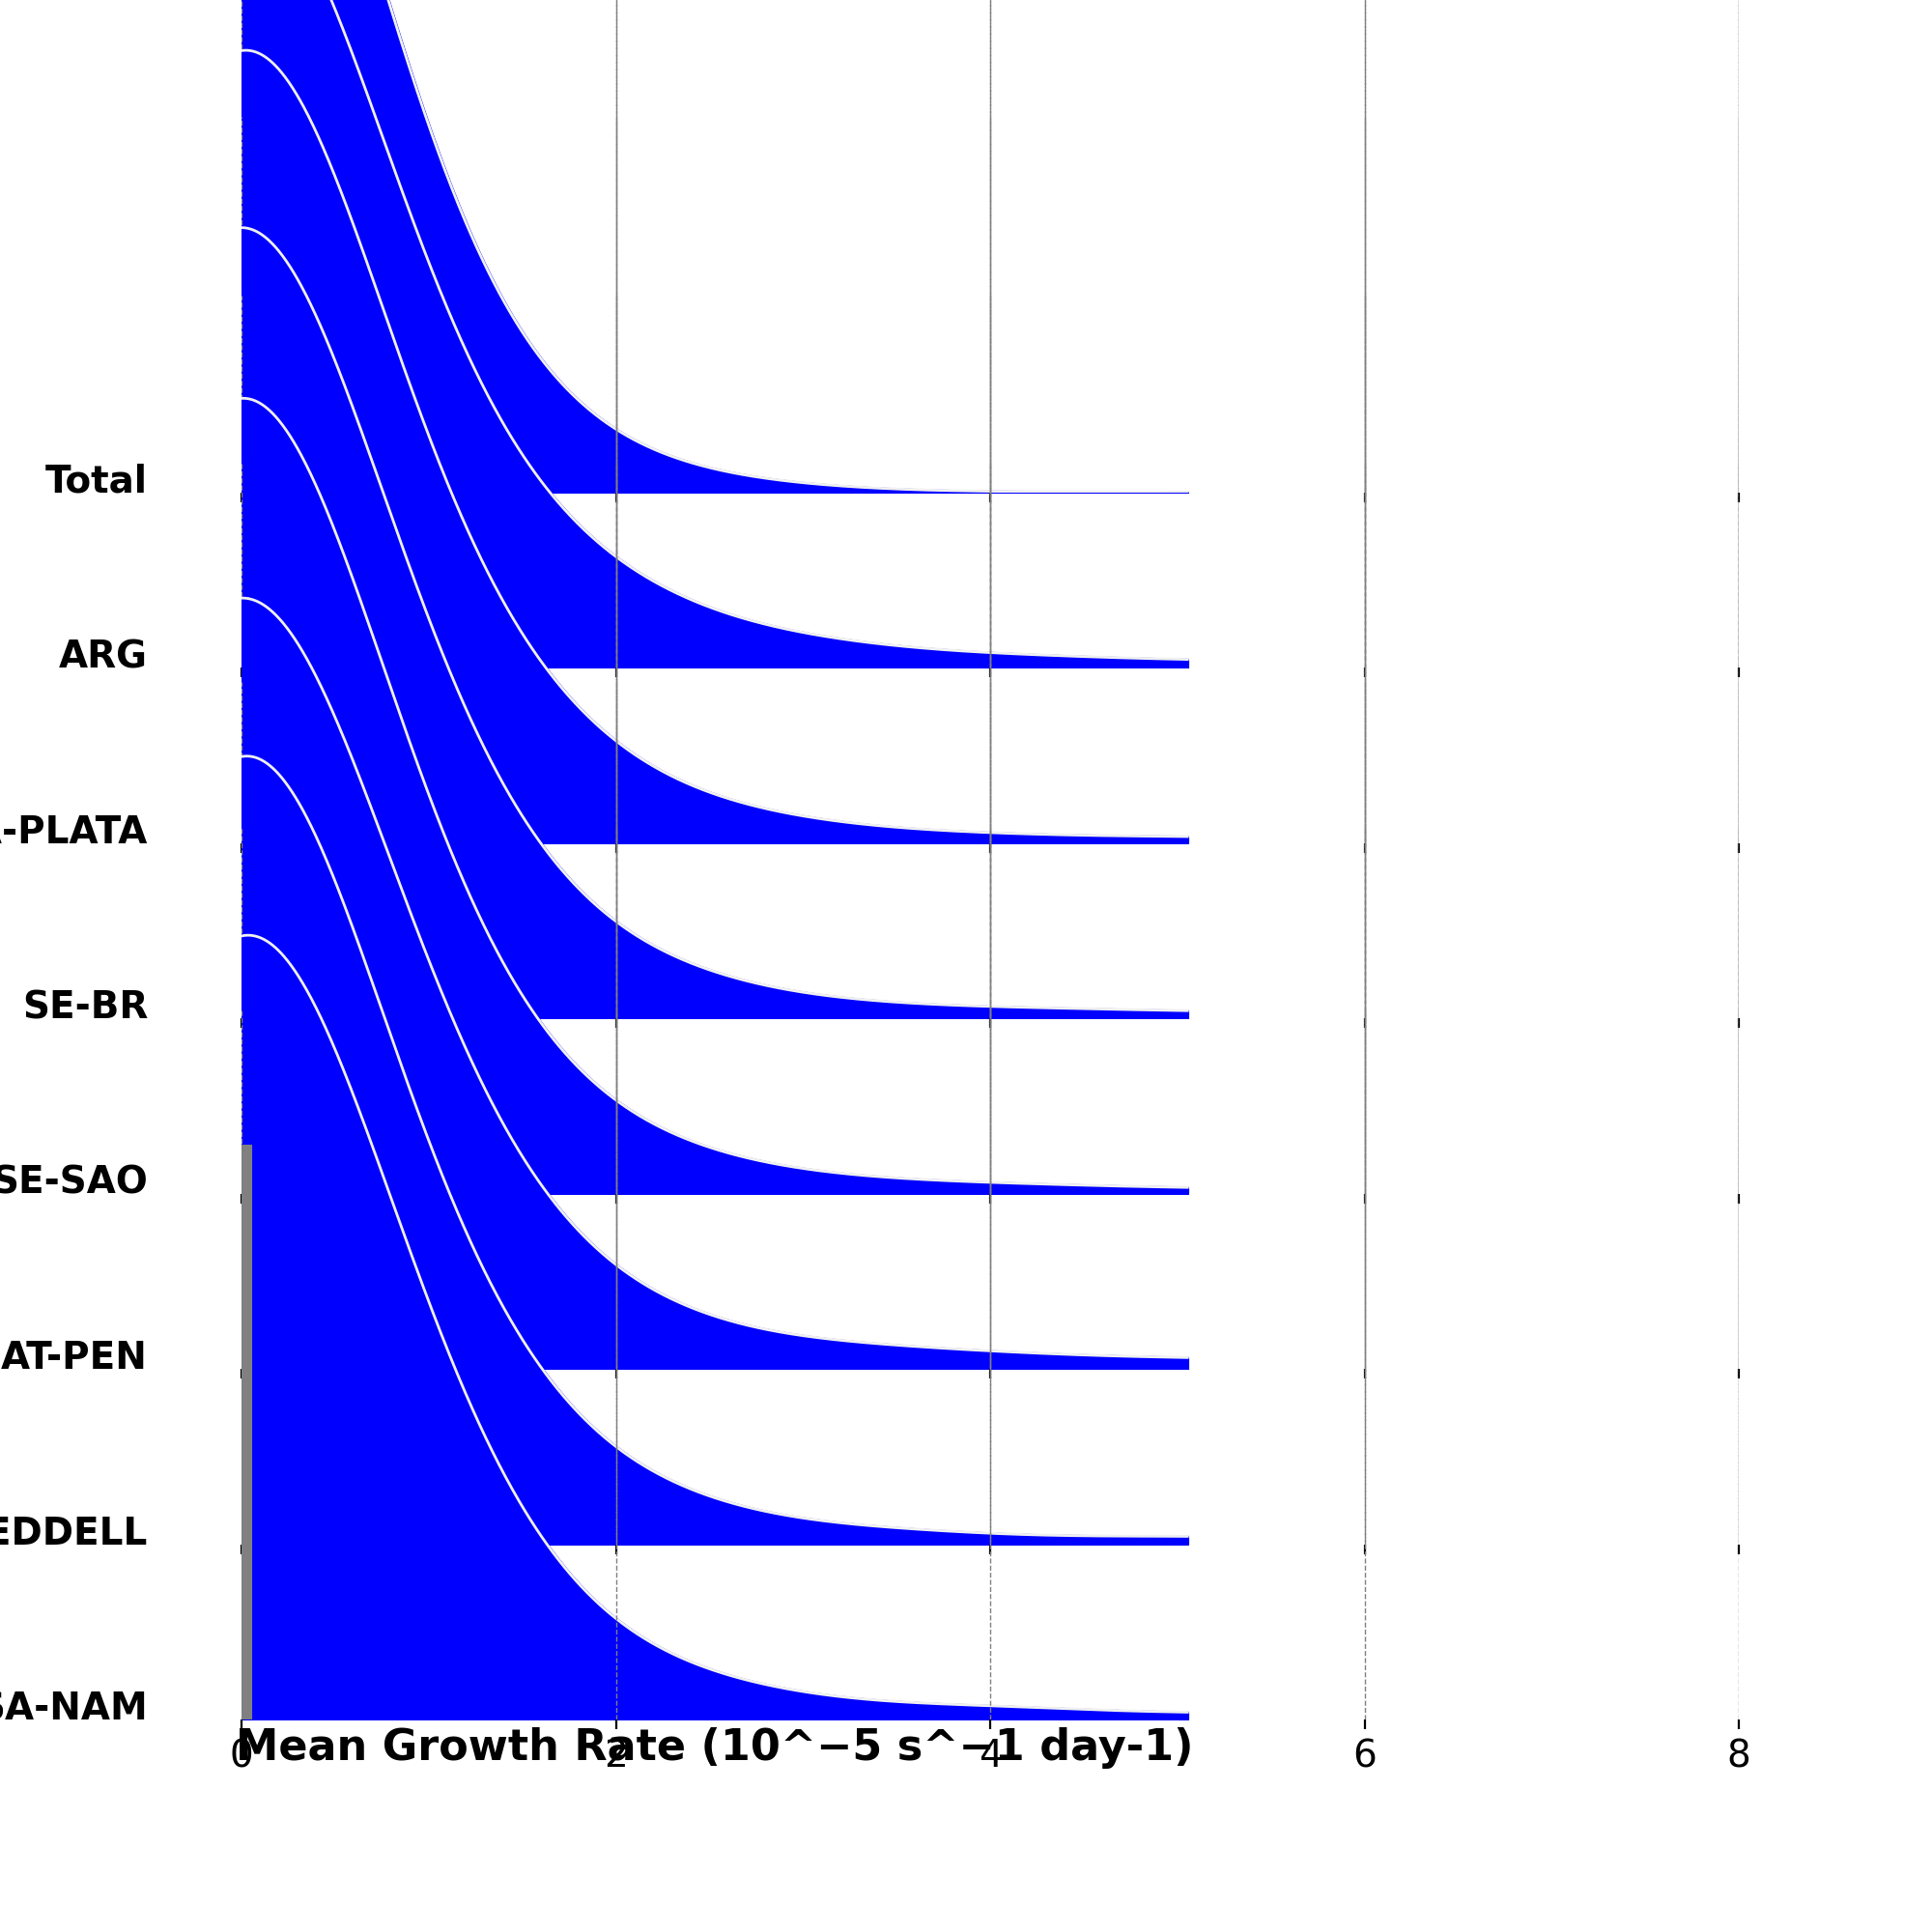 Total
ARG
-PLATA
SE-BR
SE-SAO
AT-PEN
EDDELL
SA-NAM
0 2 4 6 8
Mean Growth Rate (10^−5 s^−1 day-1)